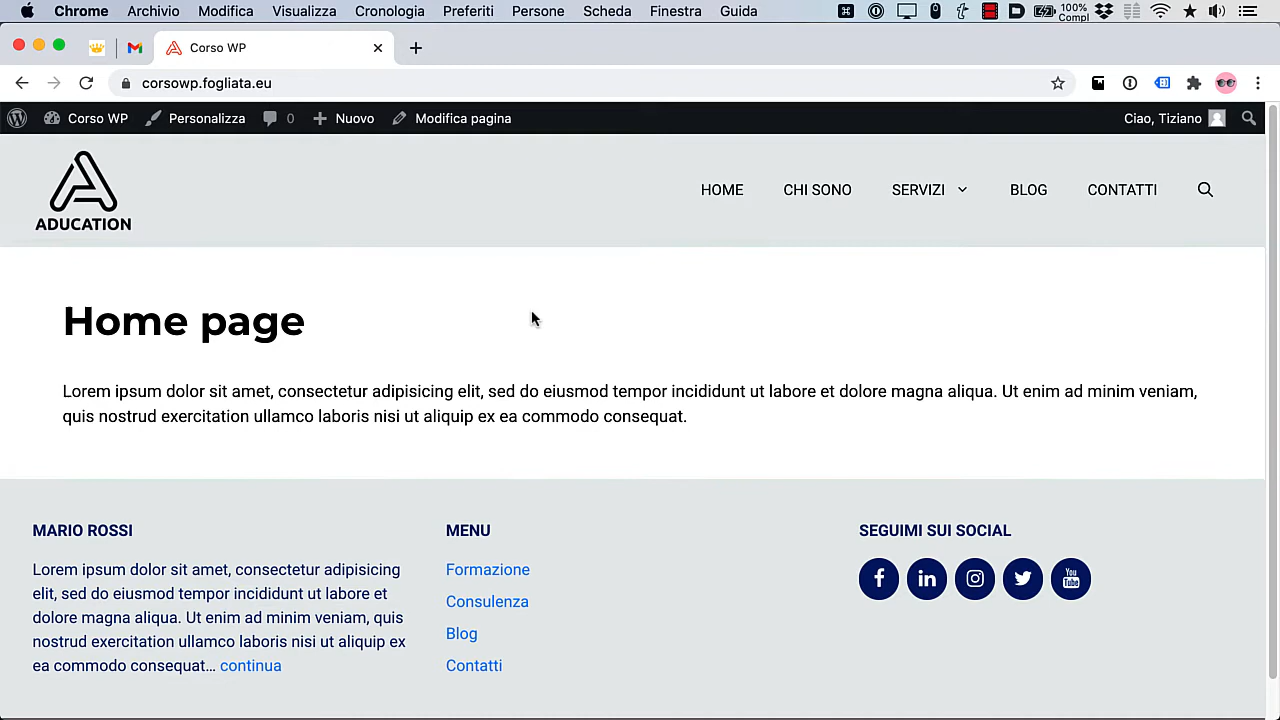 Chrome Archivio Modifica Visualizza Cronologia Preferiti Persone Scheda Finestra Guida 100% Compl
Corso WP
corsowp.fogliata.eu
Corso WP Personalizza 0 Nuovo Modifica pagina Ciao, Tiziano
ADUCATION
HOME CHI SONO SERVIZI BLOG CONTATTI
Home page
Lorem ipsum dolor sit amet, consectetur adipisicing elit, sed do eiusmod tempor incididunt ut labore et dolore magna aliqua. Ut enim ad minim veniam,
quis nostrud exercitation ullamco laboris nisi ut aliquip ex ea commodo consequat.
MARIO ROSSI
Lorem ipsum dolor sit amet, consectetur adipisicing
elit, sed do eiusmod tempor incididunt ut labore et
dolore magna aliqua. Ut enim ad minim veniam, quis
nostrud exercitation ullamco laboris nisi ut aliquip ex
ea commodo consequat… continua
MENU
Formazione
Consulenza
Blog
Contatti
SEGUIMI SUI SOCIAL
You
Tube